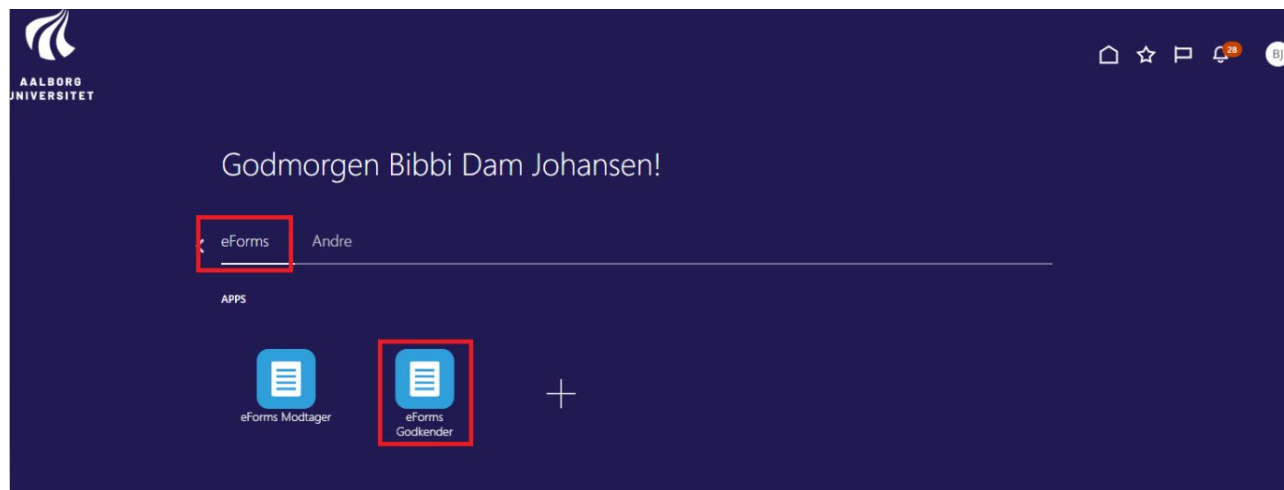 AALBORG
UNIVERSITET
28
BJ
Godmorgen Bibbi Dam Johansen!
eForms
Andre
APPS
eForms Modtager
eForms
Godkender